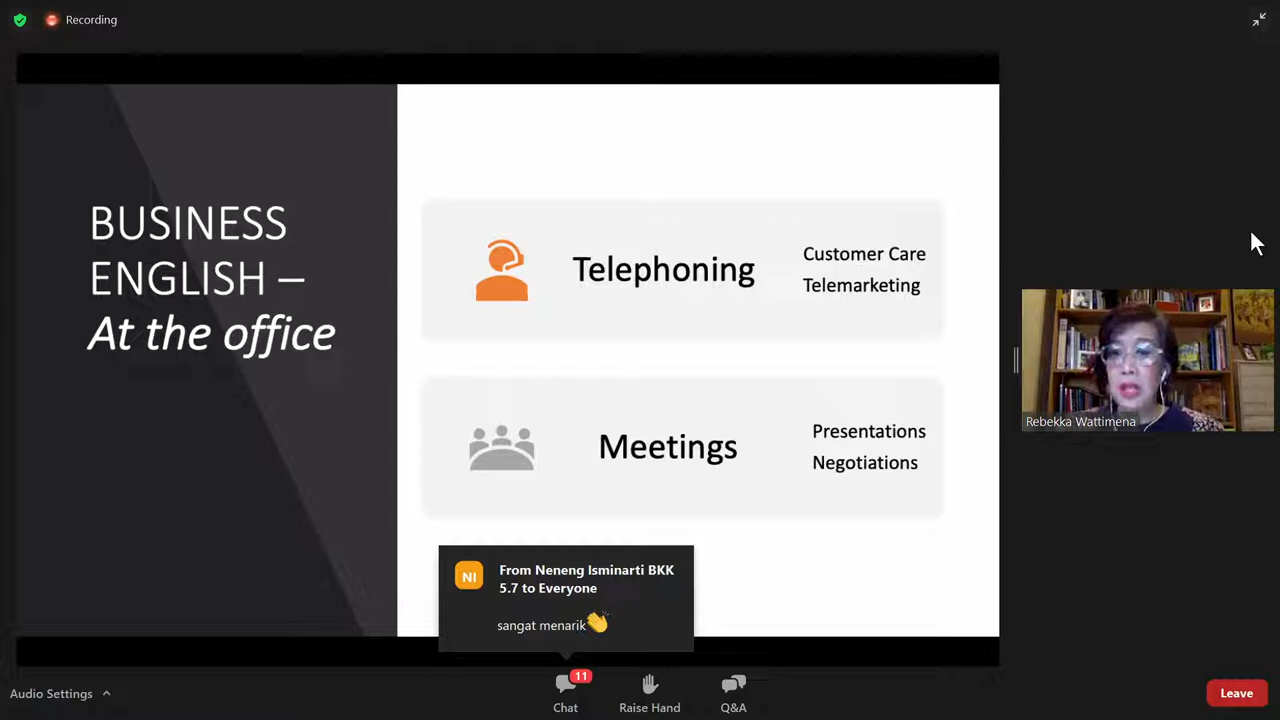 Recording
BUSINESS
ENGLISH –
At the office
Telephoning
Customer Care
Telemarketing
Meetings
Presentations
Negotiations
Rebekka Wattimena
NI
From Neneng Isminarti BKK
5.7 to Everyone
sangat menarik👏
Audio Settings
11
Chat
Raise Hand
Q&A
Leave